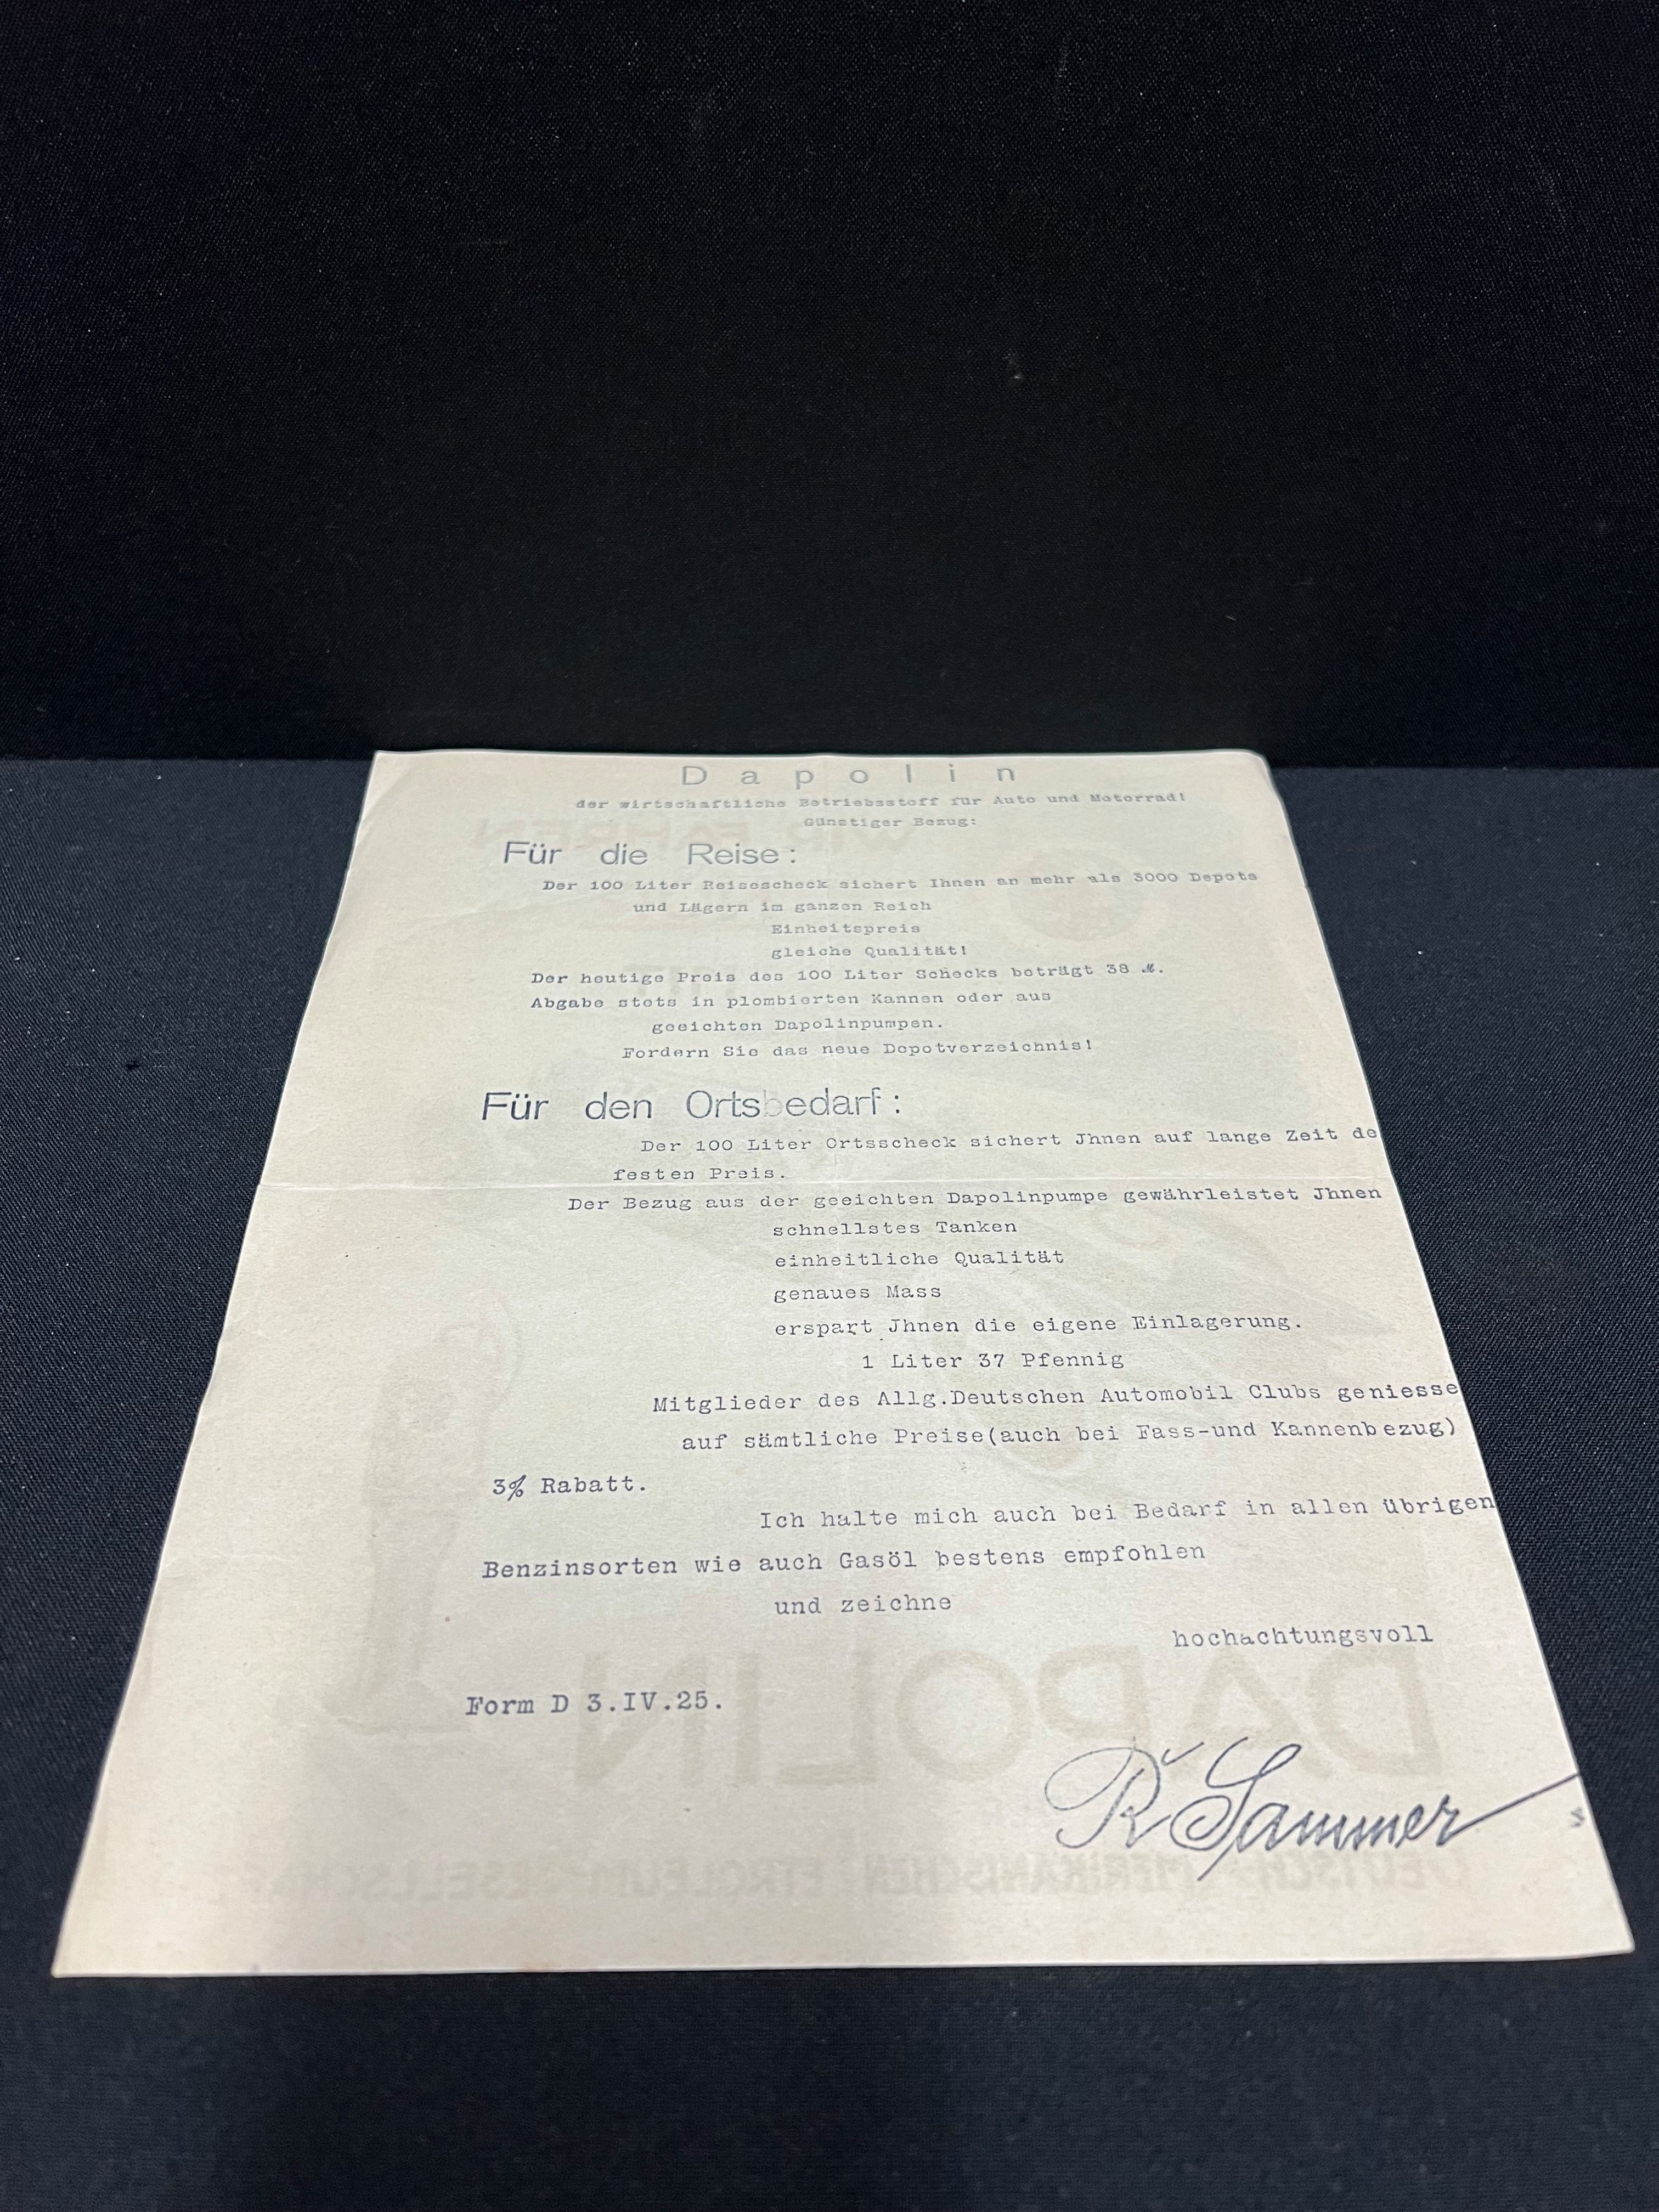 Dapolin
der wirtschaftliche Betriebsstoff für Auto und Motorrad!
Günstiger Bezug:
Für die Reise:
Der 100 Liter Reisescheck sichert Ihnen an mehr als 3000 Depots
und Lägern im ganzen Reich
Einheitspreis
gleiche Qualität!
Der heutige Preis des 100 Liter Schecks beträgt 38 ℳ.
Abgabe stets in plombierten Kannen oder aus
geeichten Dapolinpumpen.
Fordern Sie das neue Depotverzeichnis!
Für den Ortsbedarf:
Der 100 Liter Ortsscheck sichert Jhnen auf lange Zeit de
festen Preis.
Der Bezug aus der geeichten Dapolinpumpe gewährleistet Jhnen
schnellstes Tanken
einheitliche Qualität
genaues Mass
erspart Jhnen die eigene Einlagerung.
1 Liter 37 Pfennig
Mitglieder des Allg.Deutschen Automobil Clubs geniesse
auf sämtliche Preise(auch bei Fass-und Kannenbezug)
3% Rabatt.
Ich halte mich auch bei Bedarf in allen übrigen
Benzinsorten wie auch Gasöl bestens empfohlen
und zeichne
hochachtungsvoll
Form D 3.IV.25.
R Sammer
DAPOLIN